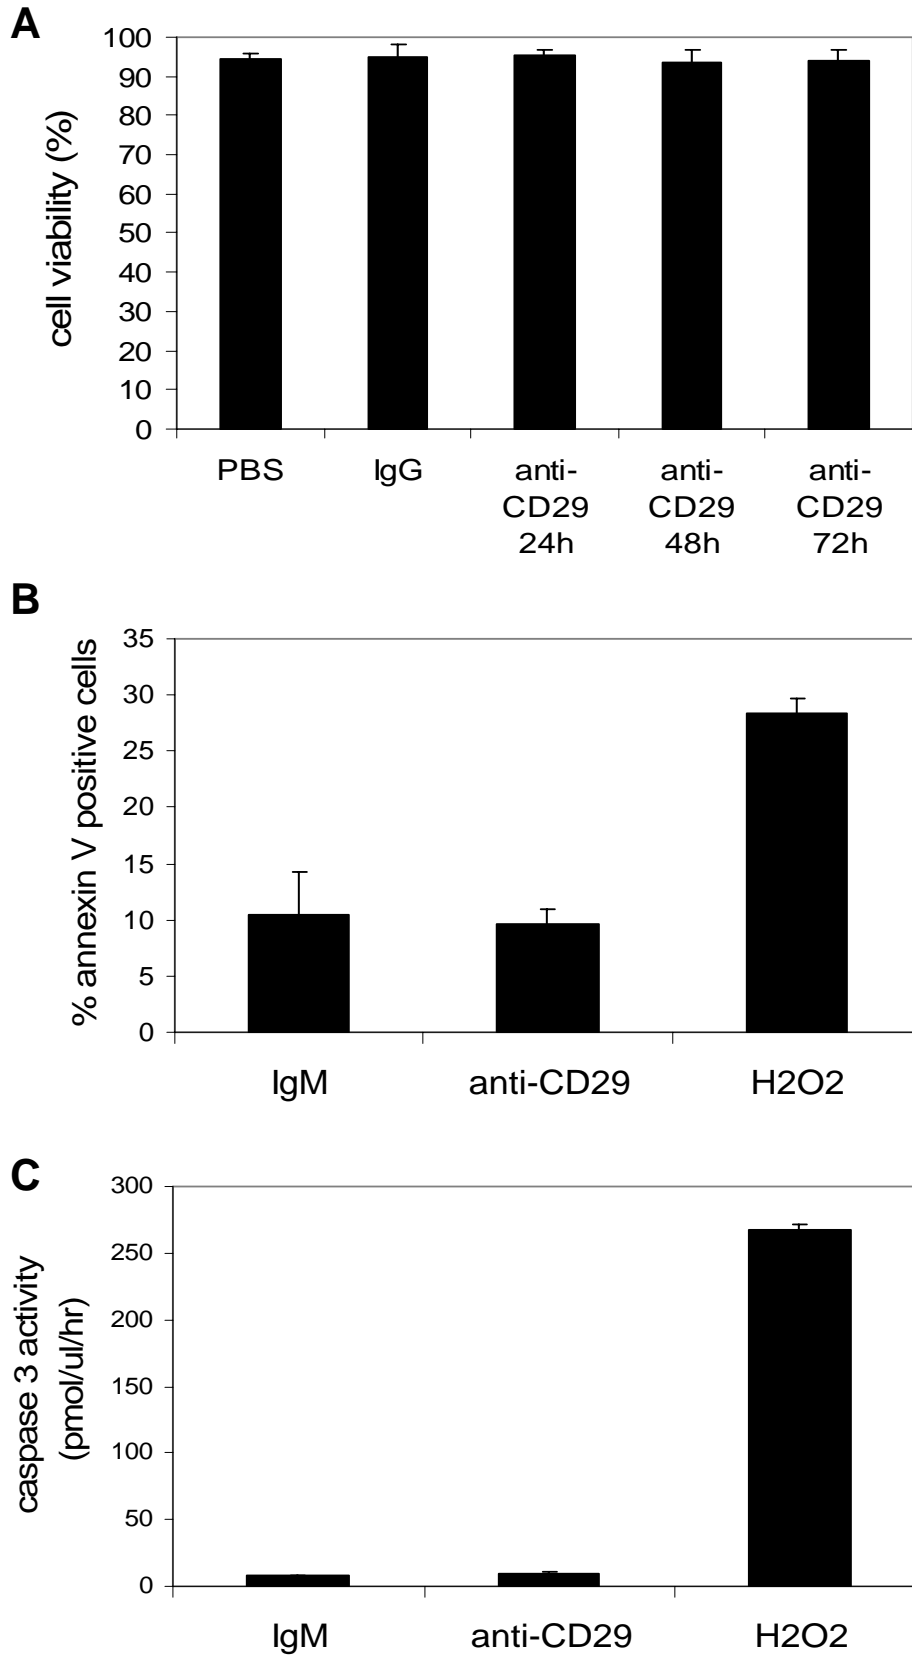 A
100
90
80
70
60
50
40
30
20
10
0
cell viability (%)
PBS
IgG
anti-
CD29
24h
anti-
CD29
48h
anti-
CD29
72h
B
35
30
25
20
15
10
5
0
% annexin V positive cells
IgM
anti-CD29
H2O2
C
300
250
200
150
100
50
0
caspase 3 activity
(pmol/ul/hr)
IgM
anti-CD29
H2O2